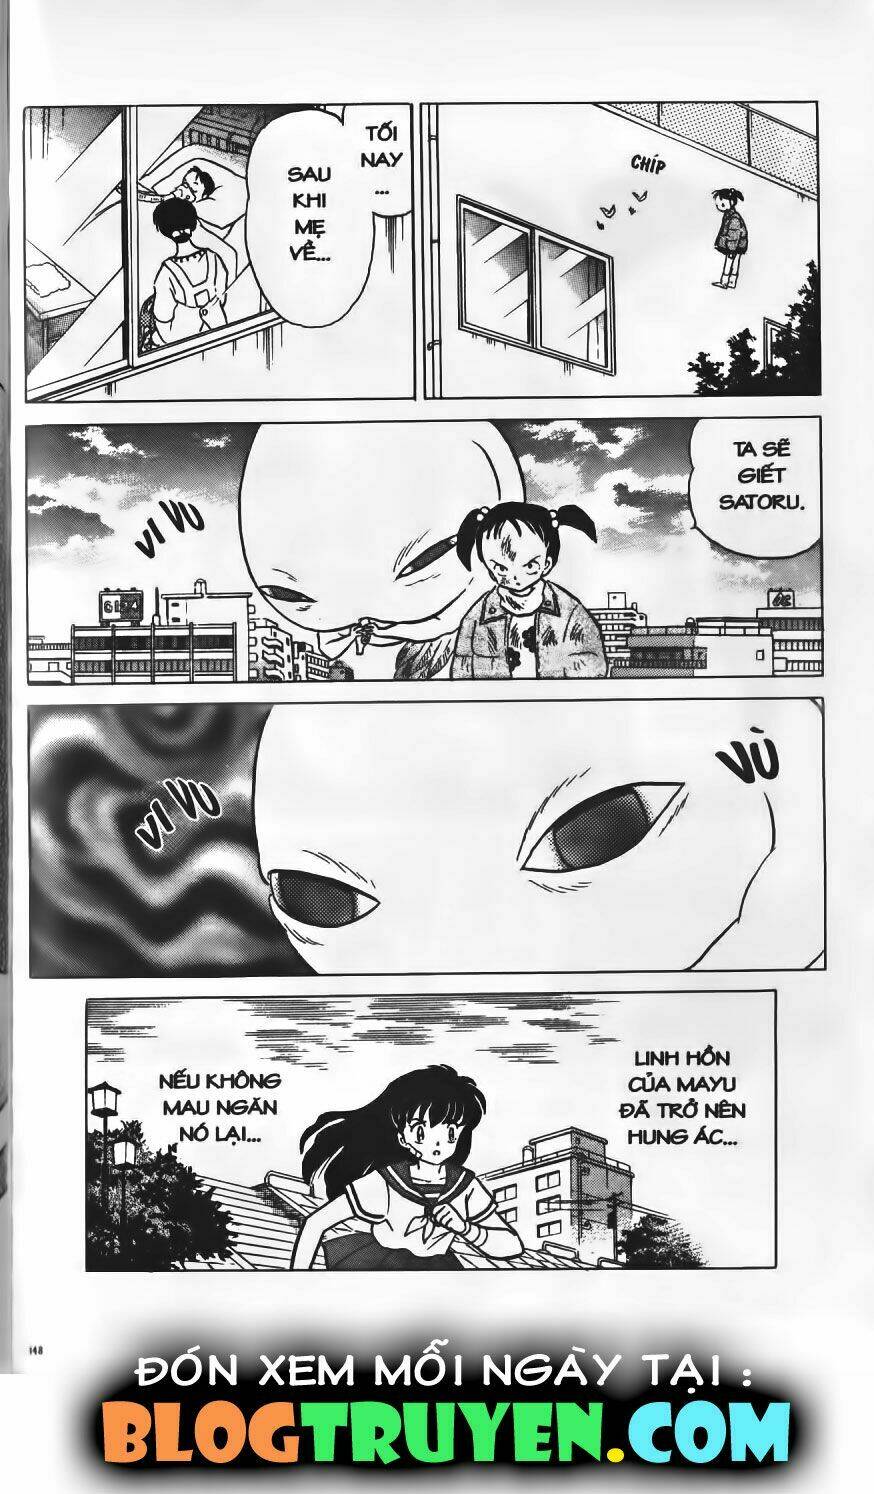 CHÍP
TỐI
NAY
...
SAU
KHI
MẸ
VỀ...
TA SẼ
GIẾT
SATORU.
VI VU
VÙ
VI VU
LINH HỒN
CỦA MAYU
ĐÃ TRỞ NÊN
HUNG ÁC...
NẾU KHÔNG
MAU NGĂN
NÓ LẠI...
148
ĐÓN XEM MỖI NGÀY TẠI :
BLOGTRUYEN.COM